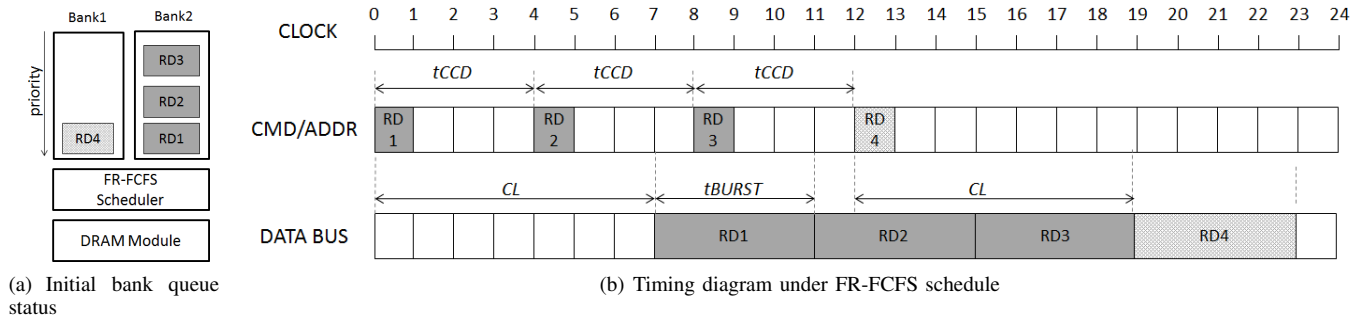 Bank1 Bank2
priority
RD3
RD2
RD4 RD1
FR-FCFS
Scheduler
DRAM Module
(a) Initial bank queue
status
0 1 2 3 4 5 6 7 8 9 10 11 12 13 14 15 16 17 18 19 20 21 22 23 24
CLOCK
tCCD tCCD tCCD
CMD/ADDR
RD RD RD RD
1 2 3 4
CL tBURST CL
DATA BUS RD1 RD2 RD3 RD4
(b) Timing diagram under FR-FCFS schedule